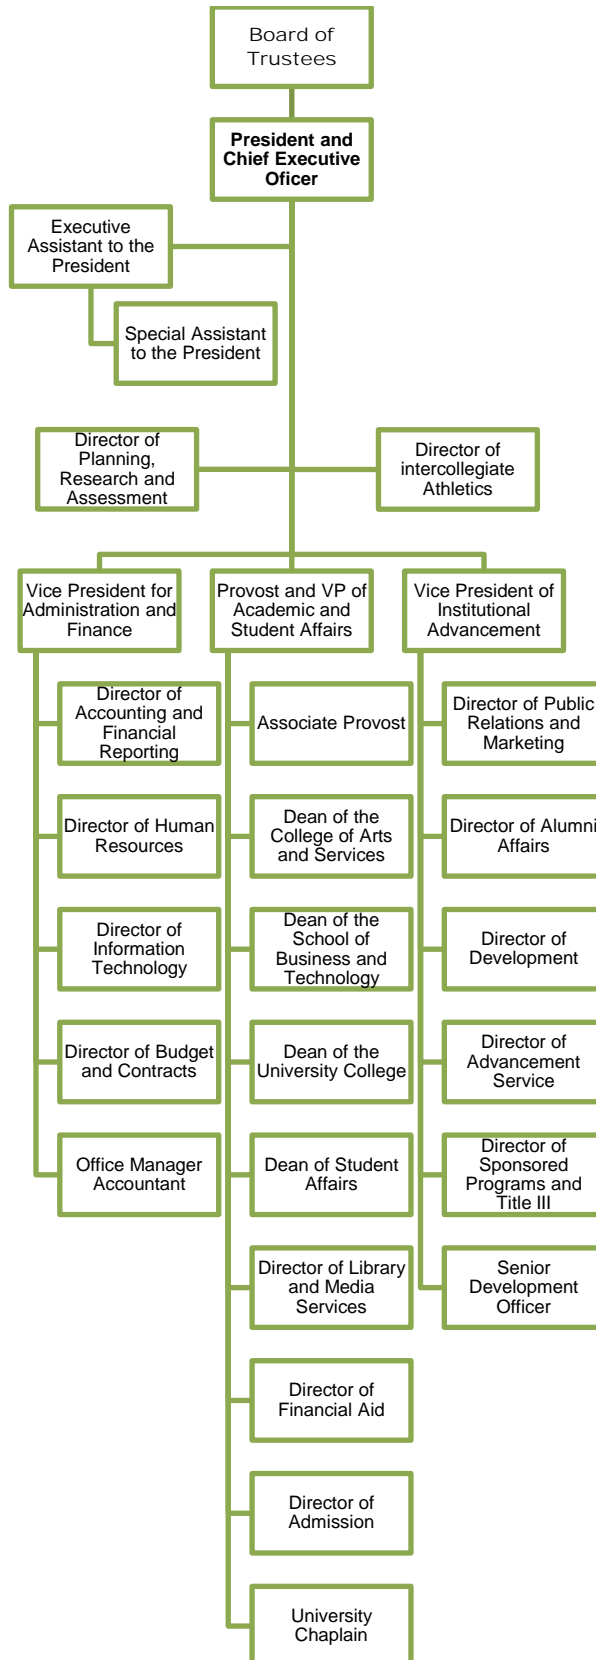 Board of
Trustees
President and
Chief Executive
Oficer
Executive
Assistant to the
President
Special Assistant
to the President
Director of
Planning,
Research and
Assessment
Director of
intercollegiate
Athletics
Vice President for
Administration and
Finance
Provost and VP of
Academic and
Student Affairs
Vice President of
Institutional
Advancement
Director of
Accounting and
Financial
Reporting
Associate Provost
Director of Public
Relations and
Marketing
Director of Human
Resources
Dean of the
College of Arts
and Services
Director of Alumni
Affairs
Director of
Information
Technology
Dean of the
School of
Business and
Technology
Director of
Development
Director of Budget
and Contracts
Dean of the
University College
Director of
Advancement
Service
Office Manager
Accountant
Dean of Student
Affairs
Director of
Sponsored
Programs and
Title III
Director of Library
and Media
Services
Senior
Development
Officer
Director of
Financial Aid
Director of
Admission
University
Chaplain